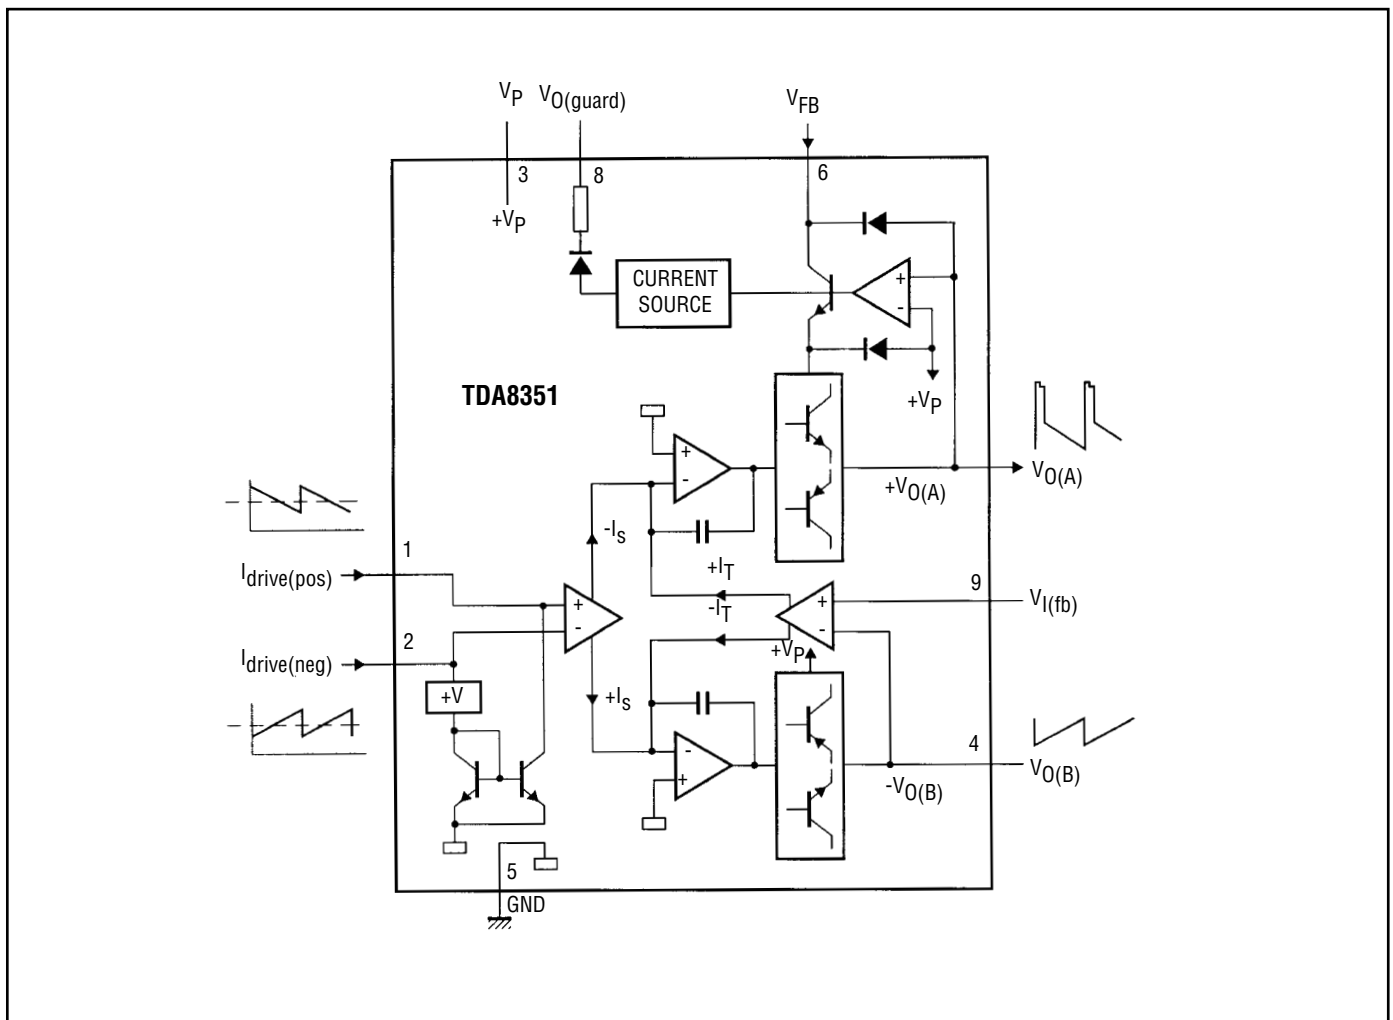 VP
VO(guard)
VFB
3
8
6
+VP
CURRENT
SOURCE
+
-
TDA8351
+VP
+
-
VO(A)
+VO(A)
-Is
1
+IT
9
Idrive(pos)
-IT
VI(fb)
+
-
+
-
2
+VP
Idrive(neg)
+V
+Is
4
-
+
VO(B)
-VO(B)
5
GND